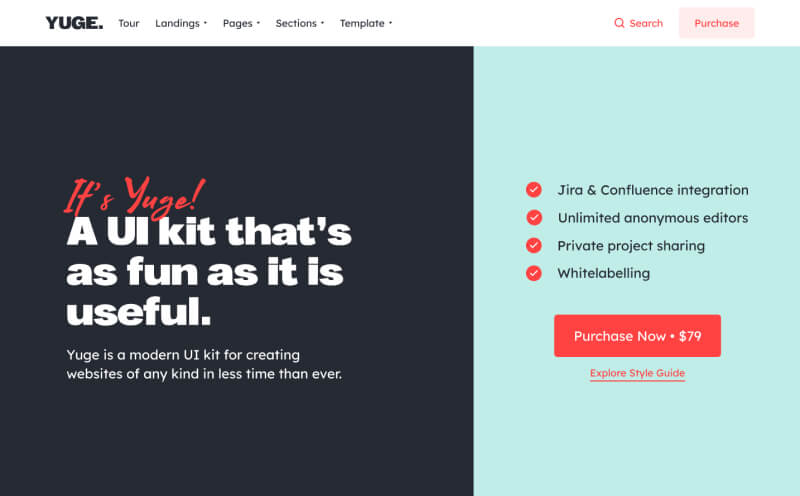 YUGE.
Tour
Landings
Pages
Sections
Template
Search
Purchase
It's Yuge!
A UI kit that's
as fun as it is
useful.
Yuge is a modern UI kit for creating
websites of any kind in less time than ever.
Jira & Confluence integration
Unlimited anonymous editors
Private project sharing
Whitelabelling
Purchase Now • $79
Explore Style Guide